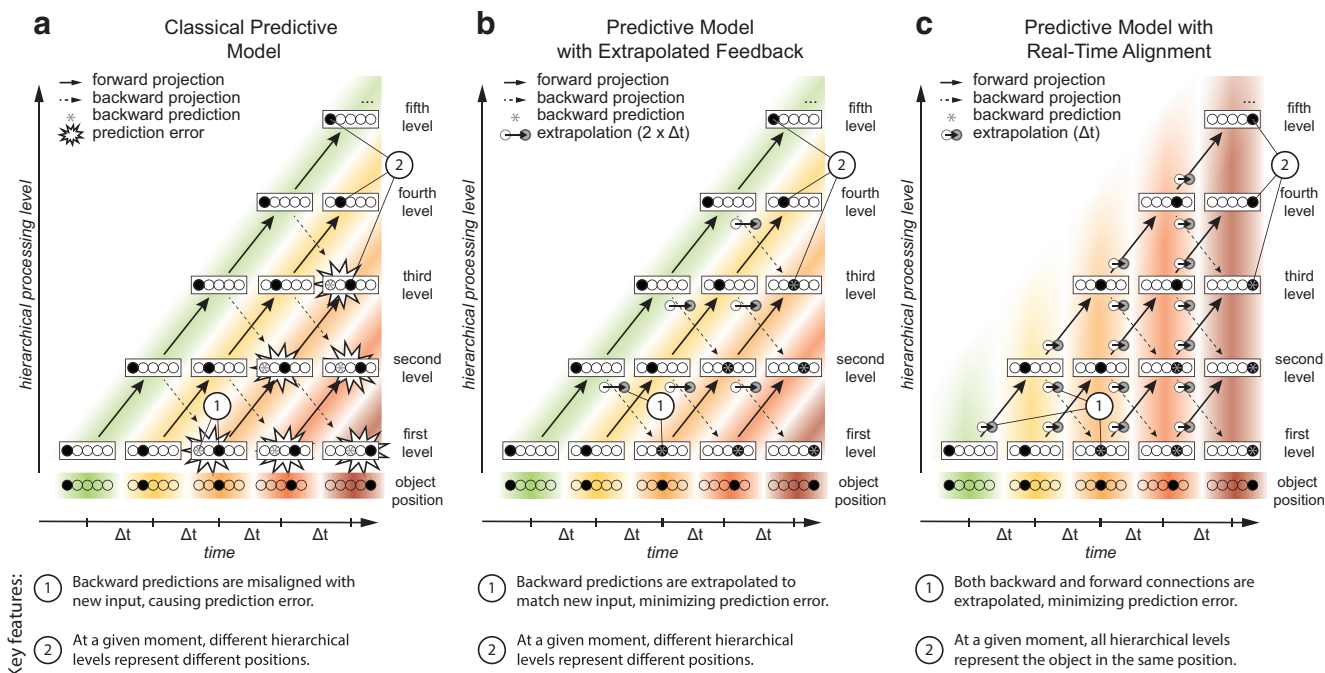 a
Classical Predictive
Model
forward projection
backward projection
backward prediction
prediction error
hierarchical processing level
...
fifth
level
2
fourth
level
third
level
second
level
1
first
level
object
position
Δt
Δt
Δt
Δt
time
b
Predictive Model
with Extrapolated Feedback
forward projection
backward projection
backward prediction
extrapolation (2 x Δt)
hierarchical processing level
...
fifth
level
2
fourth
level
third
level
second
level
1
first
level
object
position
Δt
Δt
Δt
Δt
time
c
Predictive Model with
Real-Time Alignment
forward projection
backward projection
backward prediction
extrapolation (Δt)
hierarchical processing level
...
fifth
level
2
fourth
level
third
level
second
level
1
first
level
object
position
Δt
Δt
Δt
Δt
time
Key features:
1 Backward predictions are misaligned with
new input, causing prediction error.
2 At a given moment, different hierarchical
levels represent different positions.
1 Backward predictions are extrapolated to
match new input, minimizing prediction error.
2 At a given moment, different hierarchical
levels represent different positions.
1 Both backward and forward connections are
extrapolated, minimizing prediction error.
2 At a given moment, all hierarchical levels
represent the object in the same position.